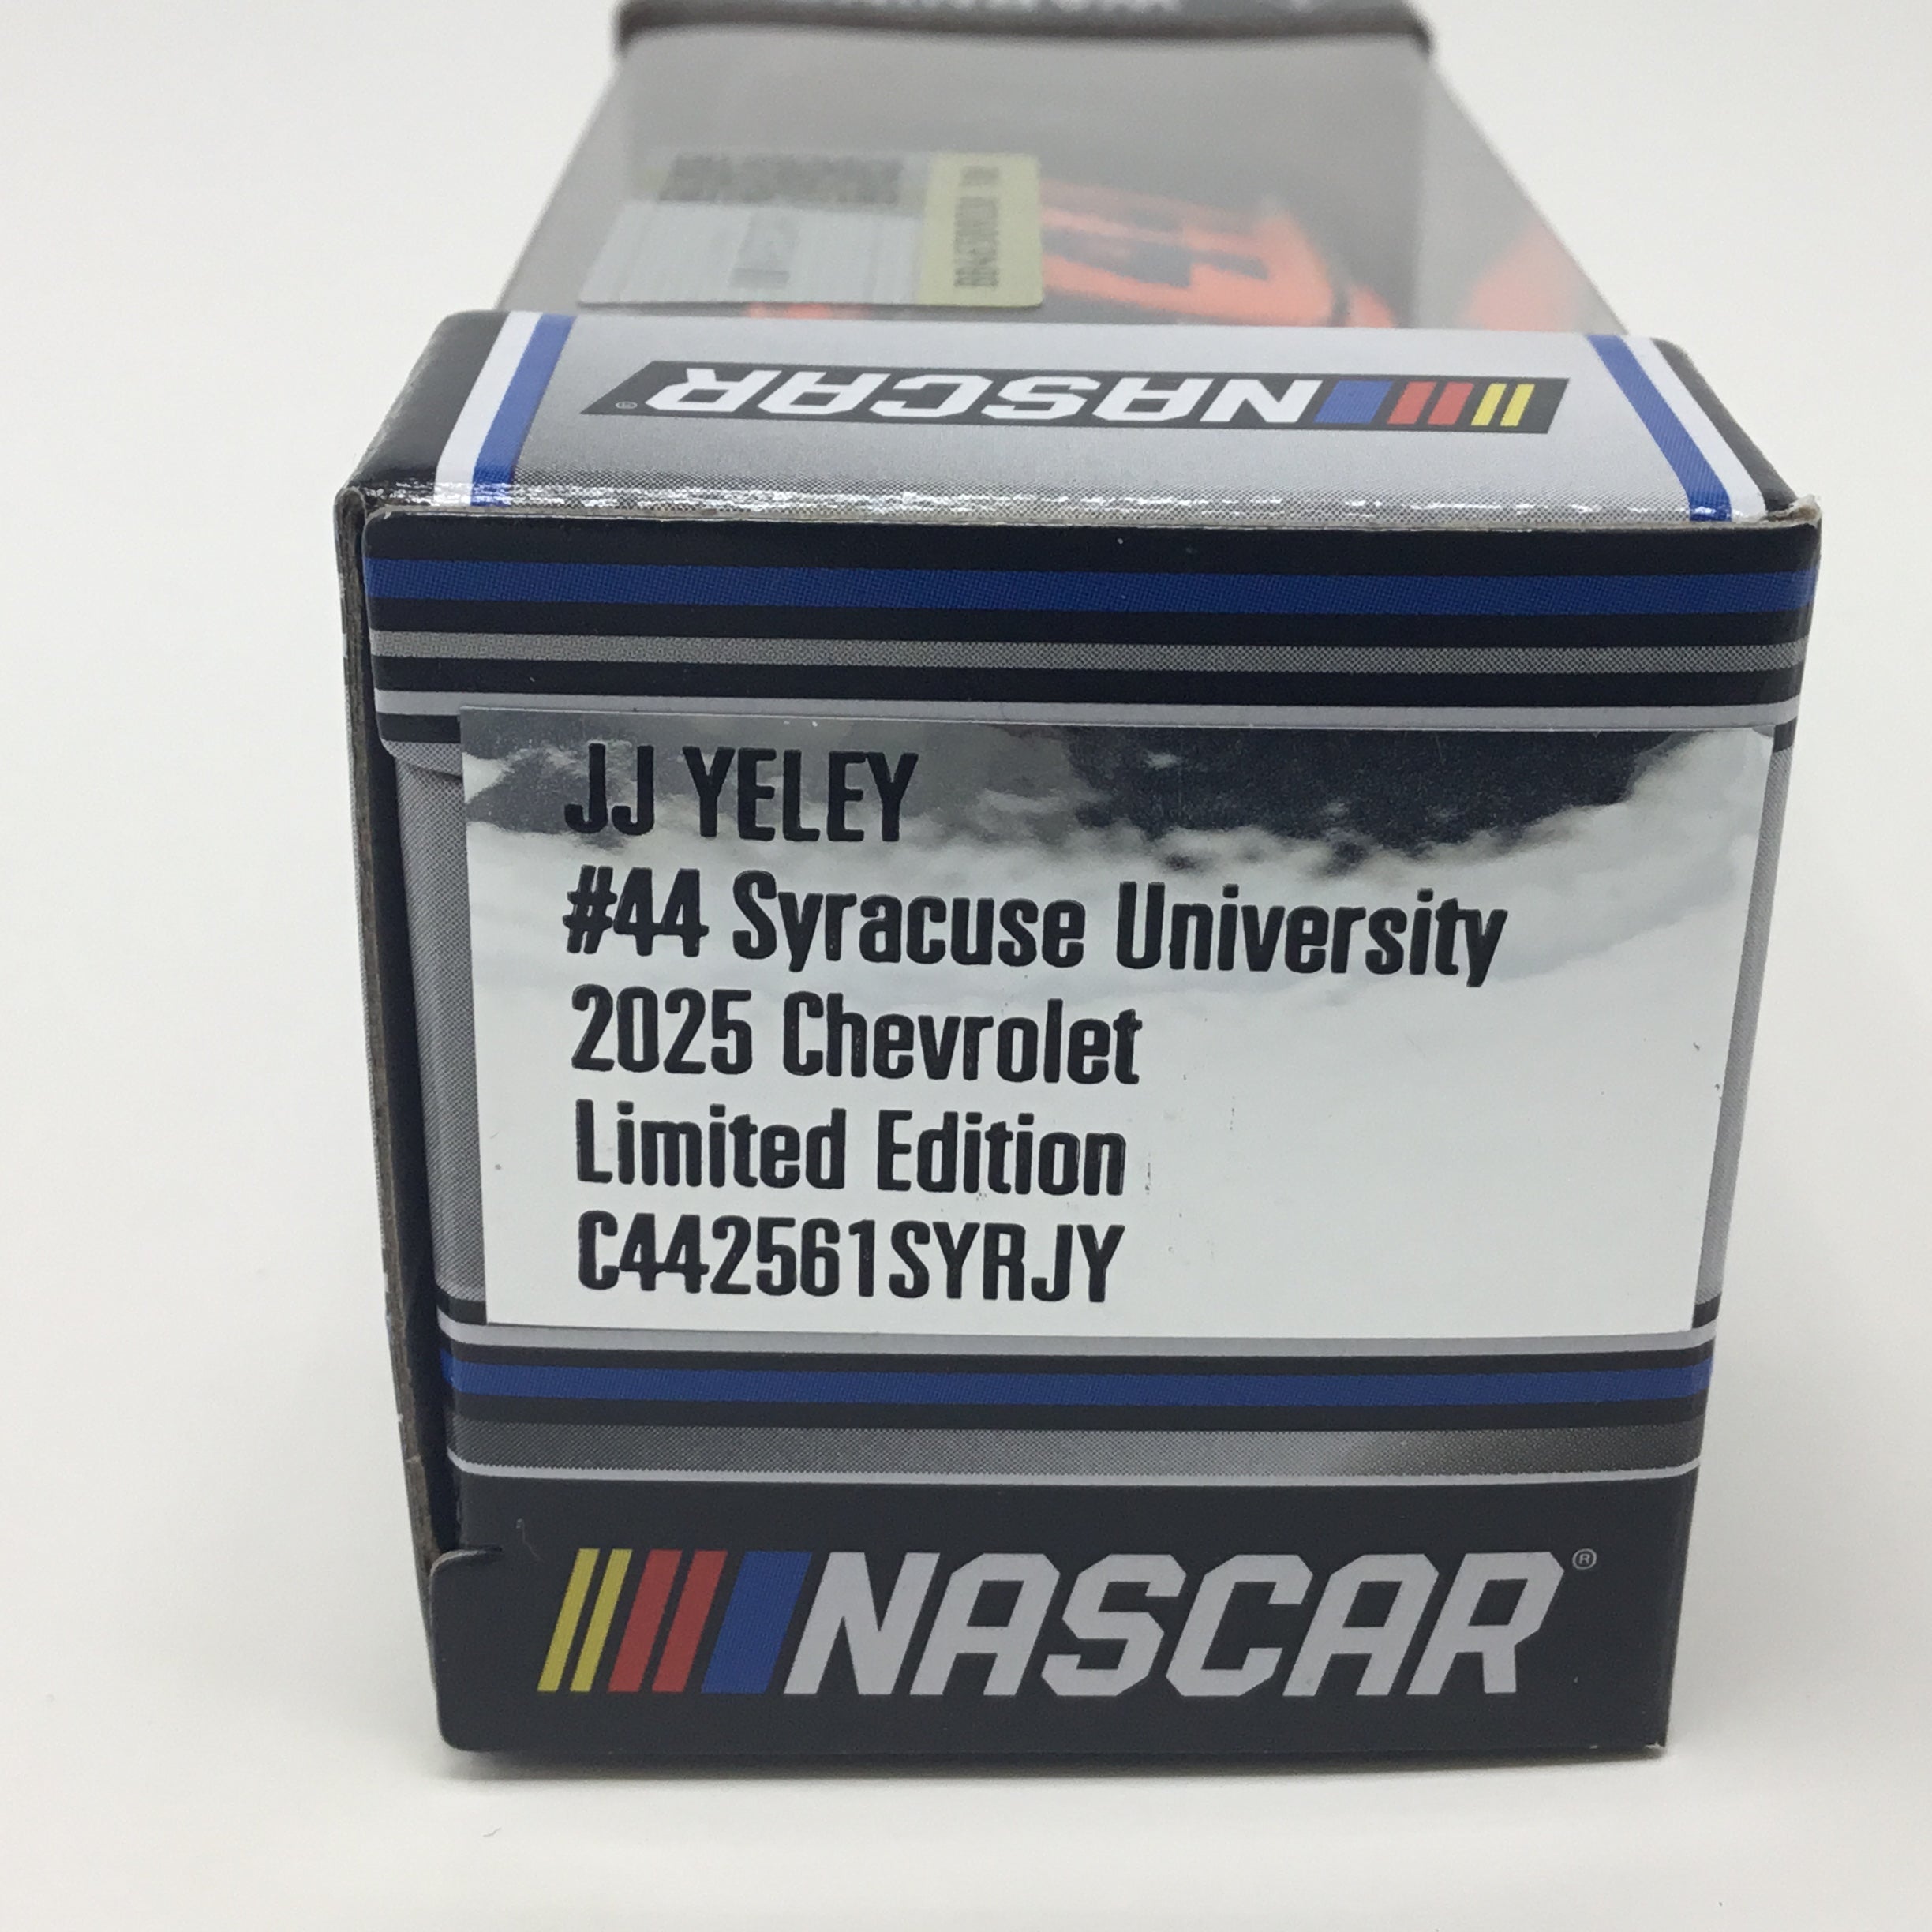 NASCAR
JJ YELEY
#44 Syracuse University
2025 Chevrolet
Limited Edition
C442561SYRJY
NASCAR®